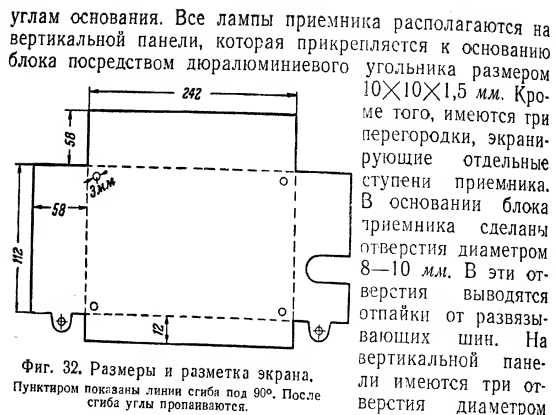 углам основания. Все лампы приемника располагаются на
вертикальной панели, которая прикрепляется к основанию
блока посредством дюралюминиевого угольника размером
10×10×1,5 мм. Кро-
ме того, имеются три
перегородки, экрани-
рующие отдельные
ступени приемника.
В основании блока
приемника сделаны
отверстия диаметром
8—10 мм. В эти от-
верстия выводятся
отпайки от развязы-
вающих шин. На
вертикальной пане-
ли имеются три от-
верстия диаметром
242
58
3мм
58
112
12
Фиг. 32. Размеры и разметка экрана.
Пунктиром показаны линии сгиба под 90°. После
сгиба углы пропаиваются.